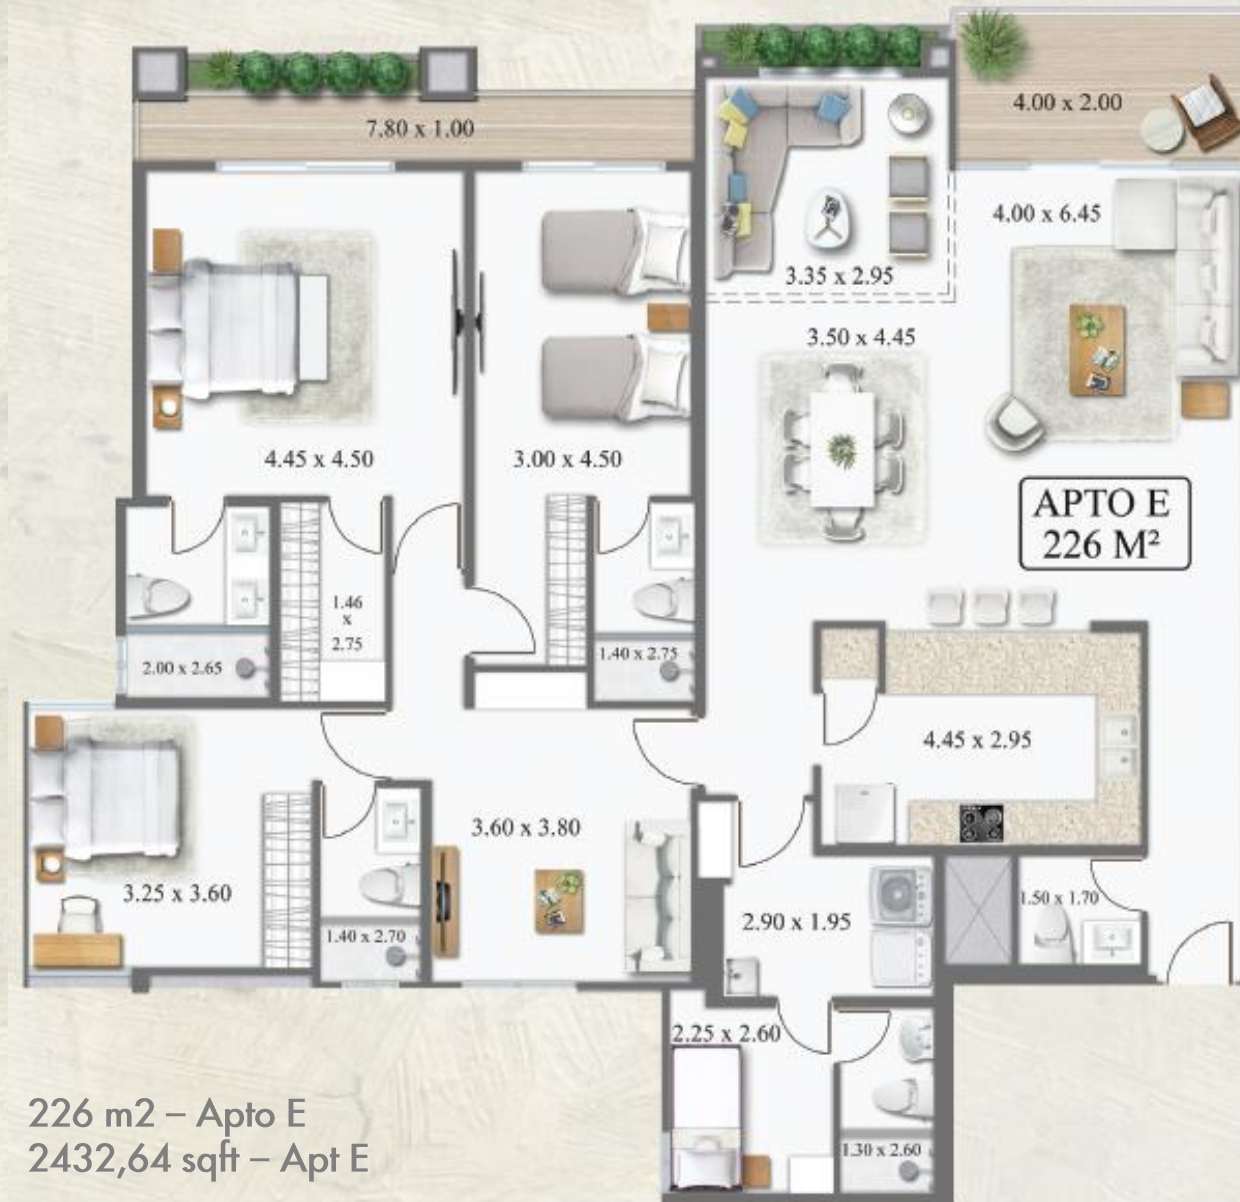 4.00 x 2.00
7.80 x 1.00
4.00 x 6.45
3.35 x 2.95
3.50 x 4.45
4.45 x 4.50
3.00 x 4.50
APTO E
226 M²
1.46
x
2.75
1.40 x 2.75
2.00 x 2.65
4.45 x 2.95
3.60 x 3.80
3.25 x 3.60
1.50 x 1.70
2.90 x 1.95
1.40 x 2.70
2.25 x 2.60
1.30 x 2.60
226 m2 – Apto E
2432,64 sqft – Apt E